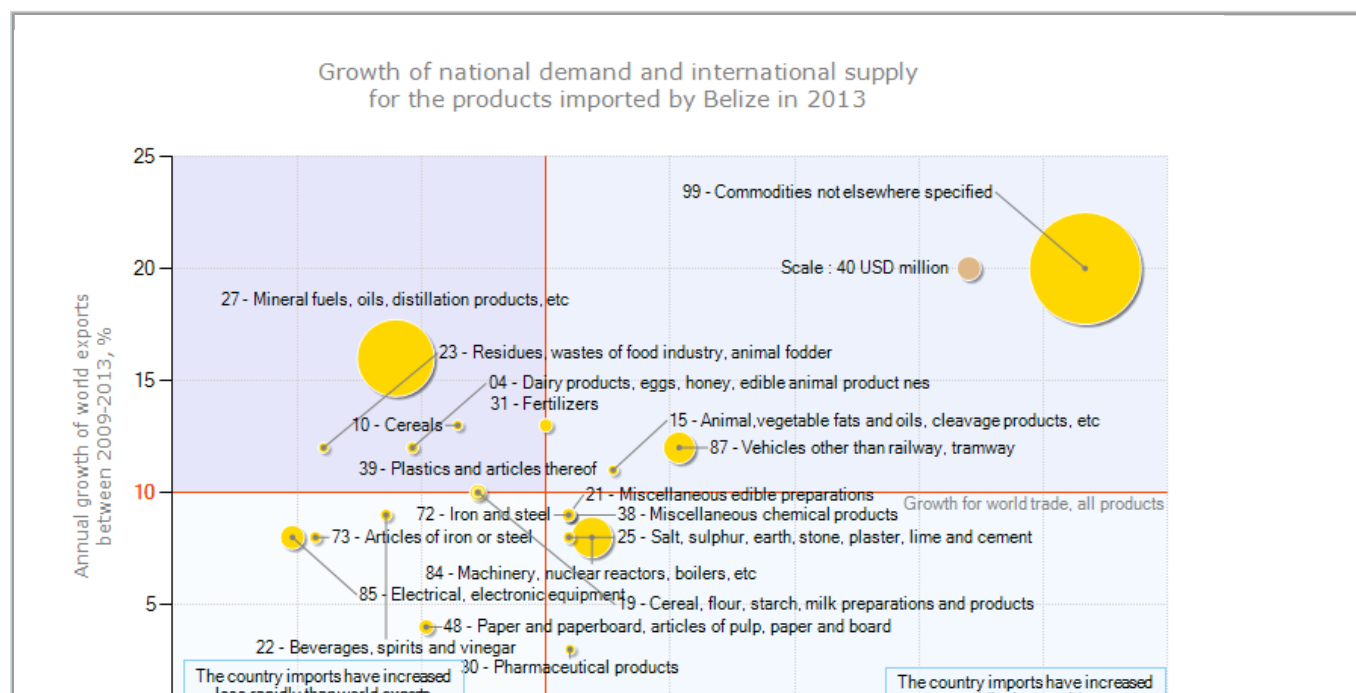 Growth of national demand and international supply
for the products imported by Belize in 2013
25
99 - Commodities not elsewhere specified
20
Scale : 40 USD million
27 - Mineral fuels, oils, distillation products, etc
23 - Residues, wastes of food industry, animal fodder
15
04 - Dairy products, eggs, honey, edible animal product nes
31 - Fertilizers
10 - Cereals
15 - Animal,vegetable fats and oils, cleavage products, etc
87 - Vehicles other than railway, tramway
39 - Plastics and articles thereof
10
21 - Miscellaneous edible preparations
Growth for world trade, all products
72 - Iron and steel
38 - Miscellaneous chemical products
73 - Articles of iron or steel
25 - Salt, sulphur, earth, stone, plaster, lime and cement
84 - Machinery, nuclear reactors, boilers, etc
85 - Electrical, electronic equipment
19 - Cereal, flour, starch, milk preparations and products
5
48 - Paper and paperboard, articles of pulp, paper and board
22 - Beverages, spirits and vinegar
30 - Pharmaceutical products
Annual growth of world exports
between 2009-2013, %
The country imports have increased
less rapidly than world exports
The country imports have increased